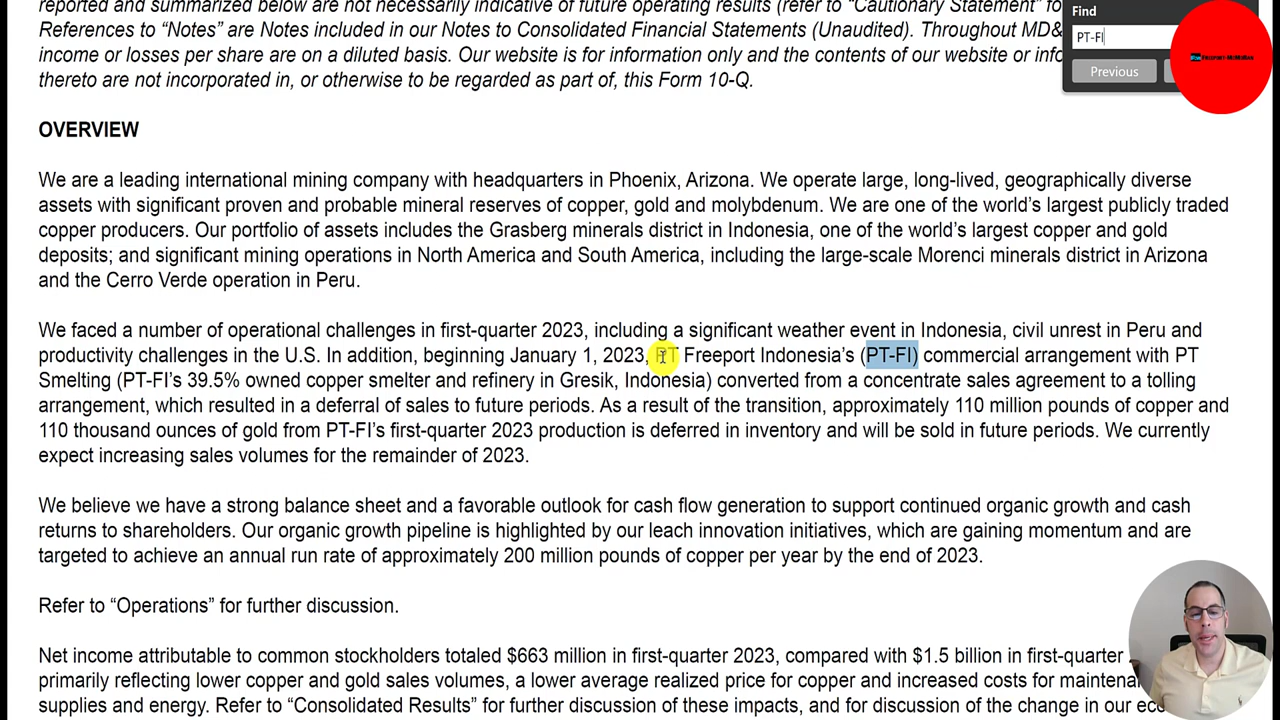 reported and summarized below are not necessarily indicative of future operating results (refer to “Cautionary Statement” fo
References to “Notes” are Notes included in our Notes to Consolidated Financial Statements (Unaudited). Throughout MD&
income or losses per share are on a diluted basis. Our website is for information only and the contents of our website or info
thereto are not incorporated in, or otherwise to be regarded as part of, this Form 10-Q.
Find
PT-FI
Previous
OVERVIEW
We are a leading international mining company with headquarters in Phoenix, Arizona. We operate large, long-lived, geographically diverse
assets with significant proven and probable mineral reserves of copper, gold and molybdenum. We are one of the world’s largest publicly traded
copper producers. Our portfolio of assets includes the Grasberg minerals district in Indonesia, one of the world’s largest copper and gold
deposits; and significant mining operations in North America and South America, including the large-scale Morenci minerals district in Arizona
and the Cerro Verde operation in Peru.
We faced a number of operational challenges in first-quarter 2023, including a significant weather event in Indonesia, civil unrest in Peru and
productivity challenges in the U.S. In addition, beginning January 1, 2023, PT Freeport Indonesia’s (PT-FI) commercial arrangement with PT
Smelting (PT-FI’s 39.5% owned copper smelter and refinery in Gresik, Indonesia) converted from a concentrate sales agreement to a tolling
arrangement, which resulted in a deferral of sales to future periods. As a result of the transition, approximately 110 million pounds of copper and
110 thousand ounces of gold from PT-FI’s first-quarter 2023 production is deferred in inventory and will be sold in future periods. We currently
expect increasing sales volumes for the remainder of 2023.
We believe we have a strong balance sheet and a favorable outlook for cash flow generation to support continued organic growth and cash
returns to shareholders. Our organic growth pipeline is highlighted by our leach innovation initiatives, which are gaining momentum and are
targeted to achieve an annual run rate of approximately 200 million pounds of copper per year by the end of 2023.
Refer to “Operations” for further discussion.
Net income attributable to common stockholders totaled $663 million in first-quarter 2023, compared with $1.5 billion in first-quarter
primarily reflecting lower copper and gold sales volumes, a lower average realized price for copper and increased costs for maintena
supplies and energy. Refer to “Consolidated Results” for further discussion of these impacts, and for discussion of the change in our eco